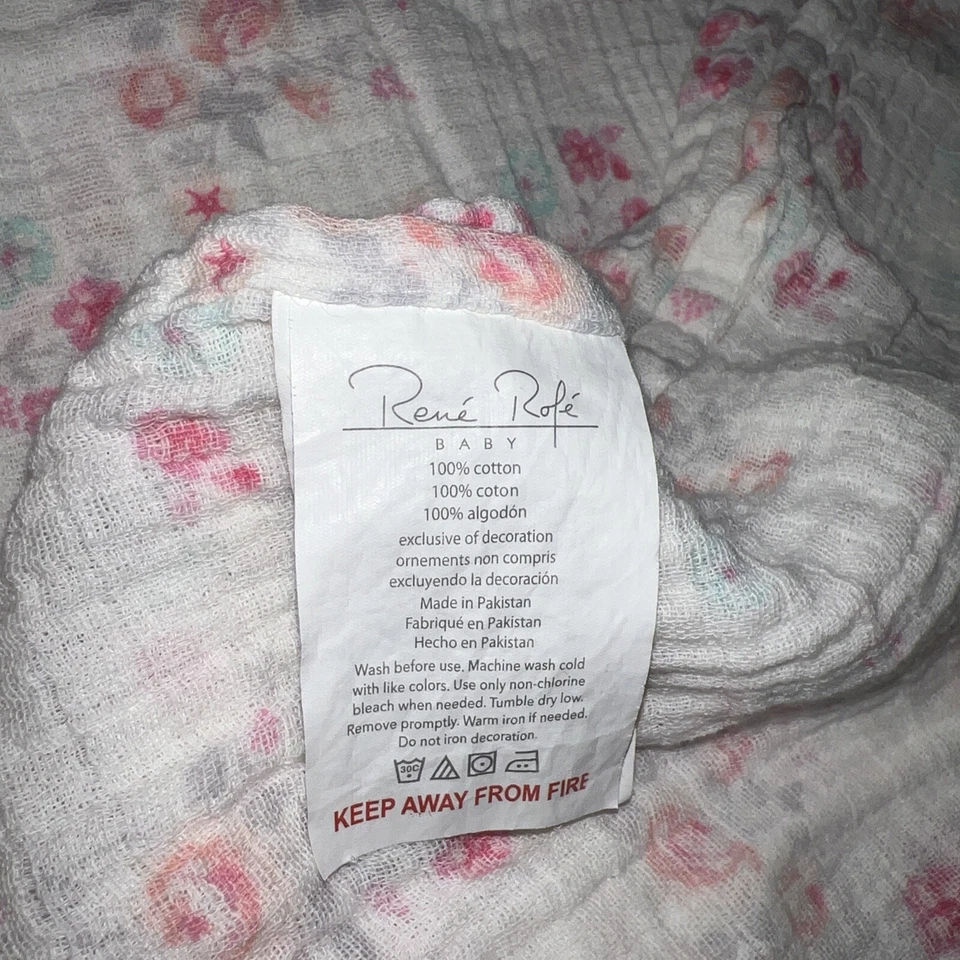 René Rofé
BABY
100% cotton
100% coton
100% algodón
exclusive of decoration
ornements non compris
excluyendo la decoración
Made in Pakistan
Fabriqué en Pakistan
Hecho en Pakistan
Wash before use. Machine wash cold
with like colors. Use only non-chlorine
bleach when needed. Tumble dry low.
Remove promptly. Warm iron if needed.
Do not iron decoration.
30C
KEEP AWAY FROM FIRE